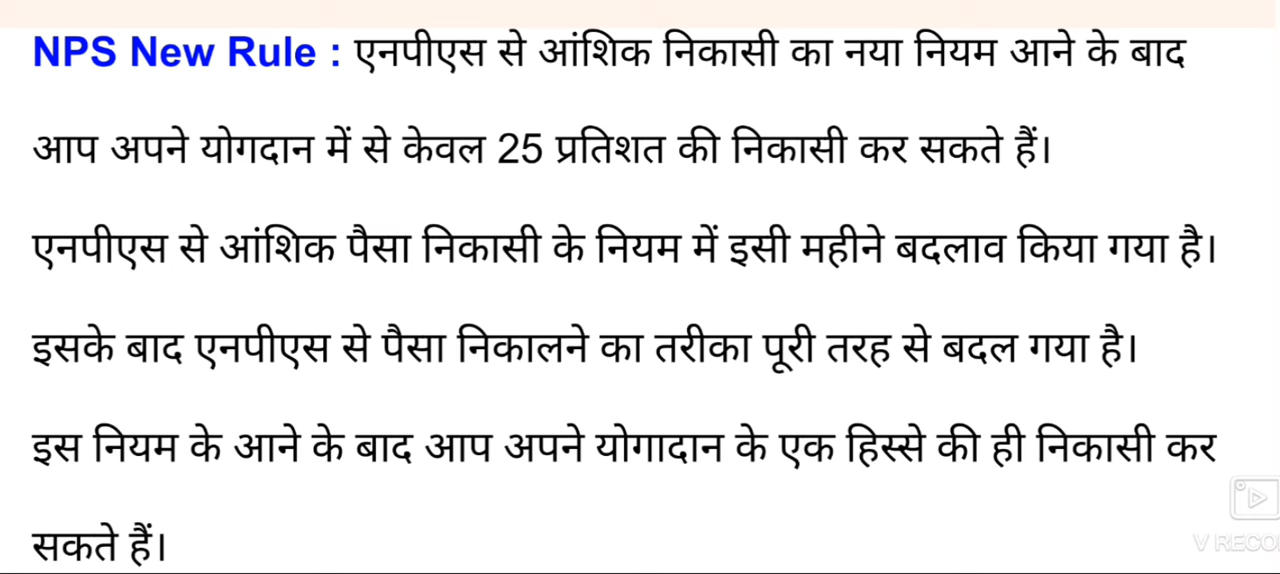 NPS New Rule : एनपीएस से आंशिक निकासी का नया नियम आने के बाद
आप अपने योगदान में से केवल 25 प्रतिशत की निकासी कर सकते हैं।
एनपीएस से आंशिक पैसा निकासी के नियम में इसी महीने बदलाव किया गया है।
इसके बाद एनपीएस से पैसा निकालने का तरीका पूरी तरह से बदल गया है।
इस नियम के आने के बाद आप अपने योगादान के एक हिस्से की ही निकासी कर
सकते हैं।
V RECO